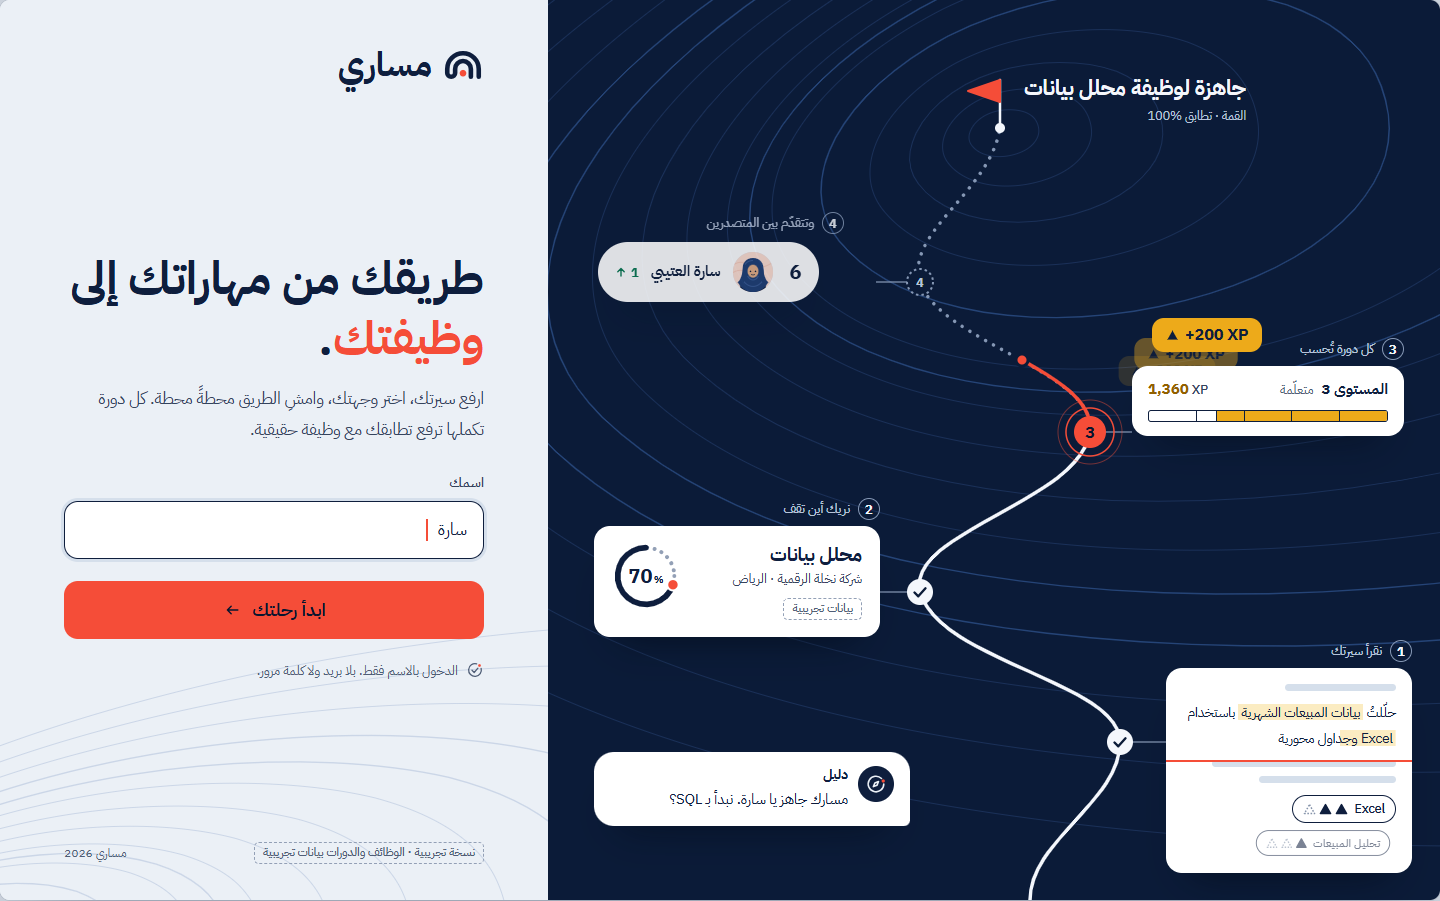 مساري
طريقك من مهاراتك إلى
وظيفتك.
ارفع سيرتك، اختر وجهتك، وامشِ الطريق محطةً محطة. كل دورة
تكملها ترفع تطابقك مع وظيفة حقيقية.
اسمك
سارة
ابدأ رحلتك ←
الدخول بالاسم فقط. بلا بريد ولا كلمة مرور.
نسخة تجريبية · الوظائف والدورات بيانات تجريبية
مساري 2026
جاهزة لوظيفة محلل بيانات
القمة · تطابق 100%
4 وتتقدّم بين المتصدرين
6 سارة العتيبي 1 ↑
4
▲ +200 XP
▲ +200 XP
3 كل دورة تُحسب
المستوى 3 متعلّمة
1,360 XP
3
2 نريك أين تقف
محلل بيانات
شركة نخلة الرقمية · الرياض
بيانات تجريبية
70%
1 نقرأ سيرتك
حلّلتُ بيانات المبيعات الشهرية باستخدام
Excel وجداول محورية
Excel
تحليل المبيعات
دليل
مسارك جاهز يا سارة. نبدأ بـ SQL؟